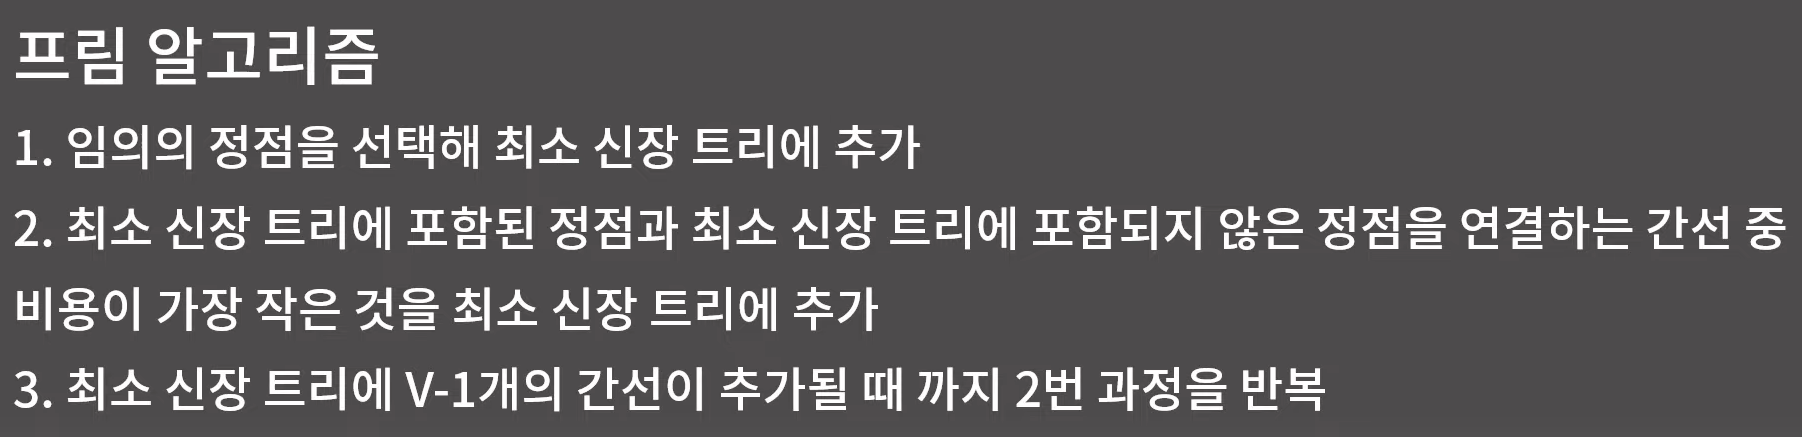 프림 알고리즘
1. 임의의 정점을 선택해 최소 신장 트리에 추가
2. 최소 신장 트리에 포함된 정점과 최소 신장 트리에 포함되지 않은 정점을 연결하는 간선 중
비용이 가장 작은 것을 최소 신장 트리에 추가
3. 최소 신장 트리에 V-1개의 간선이 추가될 때 까지 2번 과정을 반복